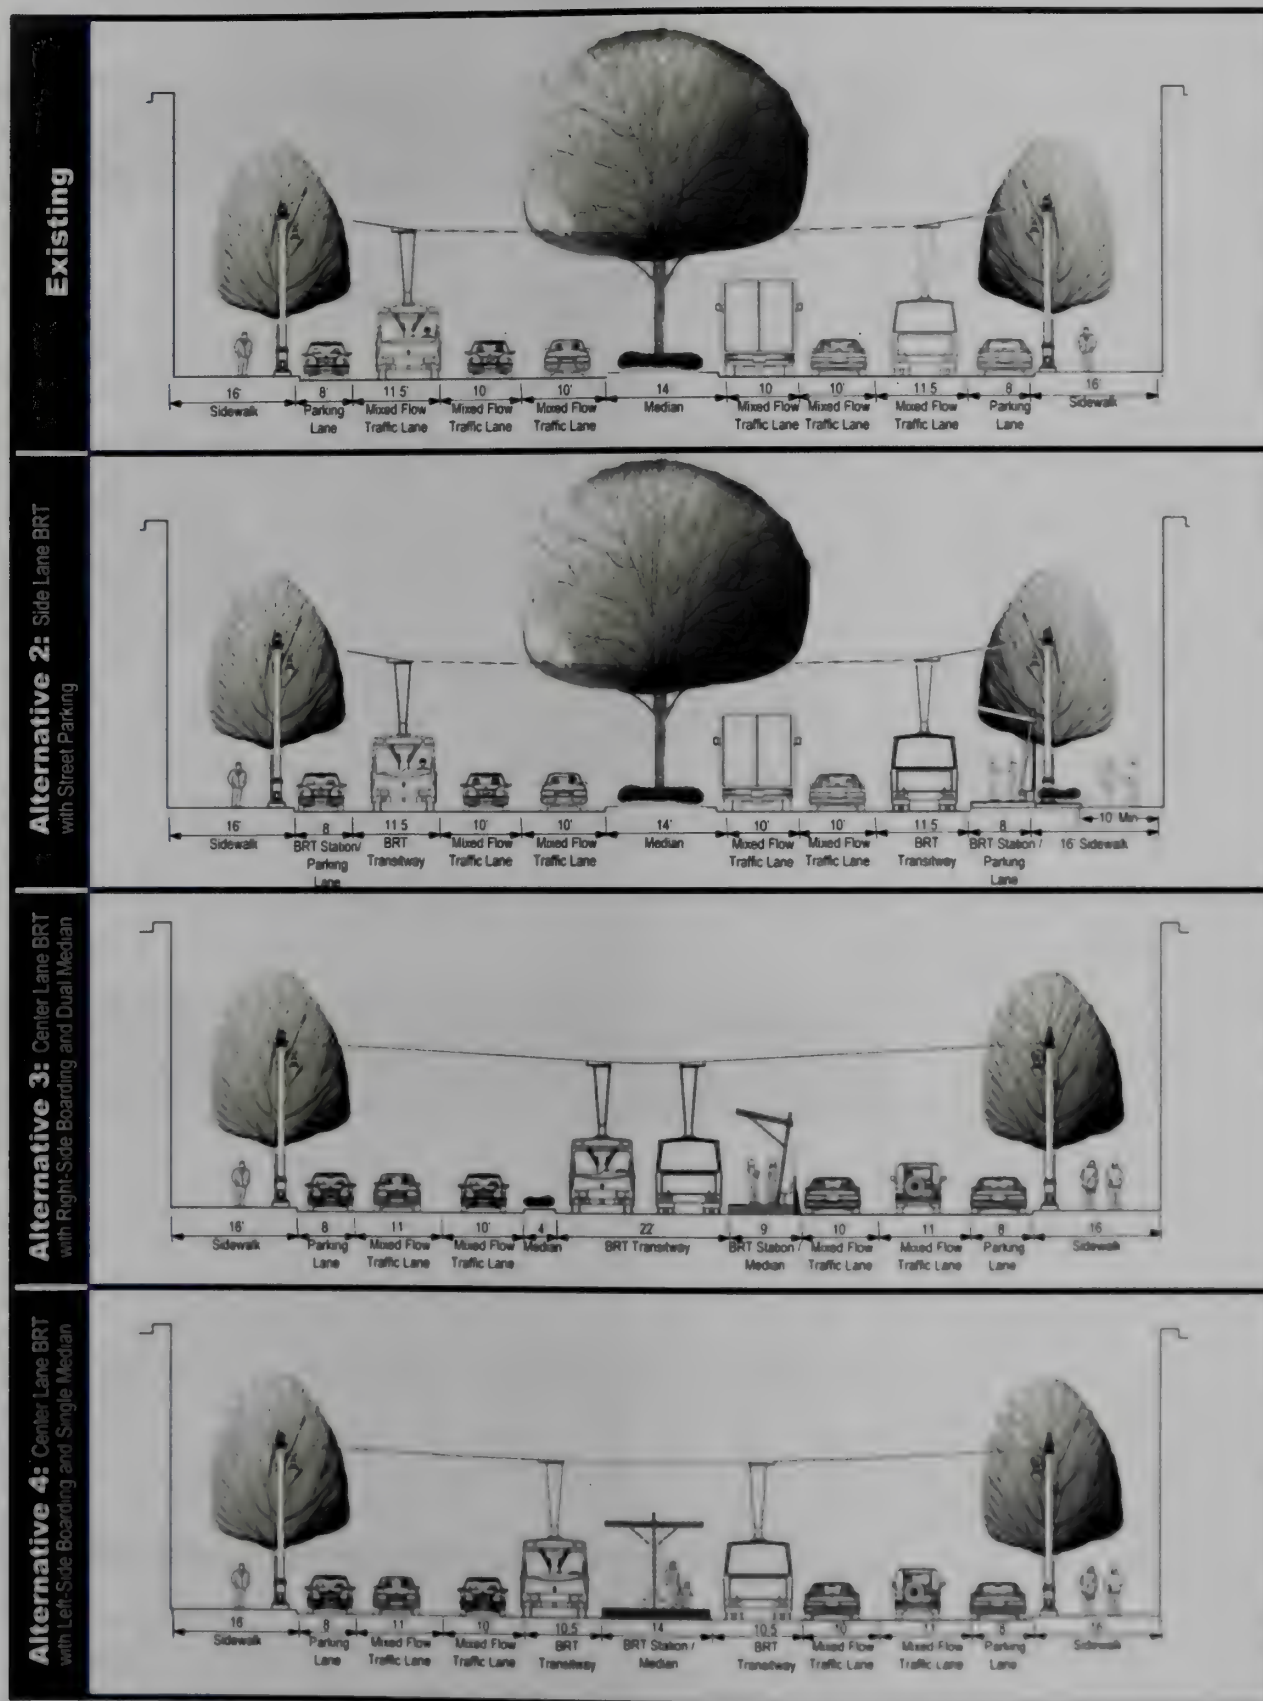 Existing
16' 8' 11 5' 10 10' 14 10 10' 11 5 8 16'
Sidewalk Parking Lane Mixed Flow Traffic Lane Mixed Flow Traffic Lane Mixed Flow Traffic Lane Median Mixed Flow Traffic Lane Mixed Flow Traffic Lane Mixed Flow Traffic Lane Parking Lane Sidewalk
Alternative 2: Side Lane BRT
with Street Parking
10' Min
16' 8 11 5 10' 10' 14' 10' 10' 11 5 8 16' Sidewalk
Sidewalk BRT Station/ Parking Lane BRT Transitway Mixed Flow Traffic Lane Mixed Flow Traffic Lane Median Mixed Flow Traffic Lane Mixed Flow Traffic Lane BRT Transitway BRT Station / Parking Lane
Alternative 3: Center Lane BRT
with Right-Side Boarding and Dual Median
16' 8 11 10' 4 22' 9 10 11 8 16
Sidewalk Parking Lane Mixed Flow Traffic Lane Mixed Flow Traffic Lane Median BRT Transitway BRT Station / Median Mixed Flow Traffic Lane Mixed Flow Traffic Lane Parking Lane Sidewalk
Alternative 4: Center Lane BRT
with Left-Side Boarding and Single Median
16' 8 11 10 10.5 14 10.5 10 11 8 16'
Sidewalk Parking Lane Mixed Flow Traffic Lane Mixed Flow Traffic Lane BRT Transitway BRT Station / Median BRT Transitway Mixed Flow Traffic Lane Mixed Flow Traffic Lane Parking Lane Sidewalk